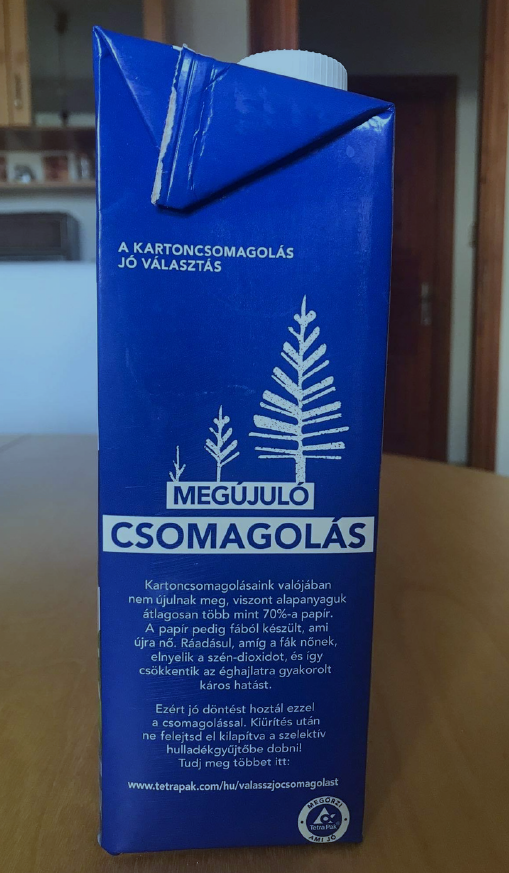 A KARTONCSOMAGOLÁS
JÓ VÁLASZTÁS
MEGÚJULÓ
CSOMAGOLÁS
Kartoncsomagolásaink valójában
nem újulnak meg, viszont alapanyaguk
átlagosan több mint 70%-a papír.
A papír pedig fából készült, ami
újra nő. Ráadásul, amíg a fák nőnek,
elnyelik a szén-dioxidot, és így
csökkentik az éghajlatra gyakorolt
káros hatást.
Ezért jó döntést hoztál ezzel
a csomagolással. Kiürítés után
ne felejtsd el kilapítva a szelektív
hulladékgyűjtőbe dobni!
Tudj meg többet itt:
www.tetrapak.com/hu/valasszjocsomagolast
MEGŐRZI
Tetra Pak
AMI JÓ